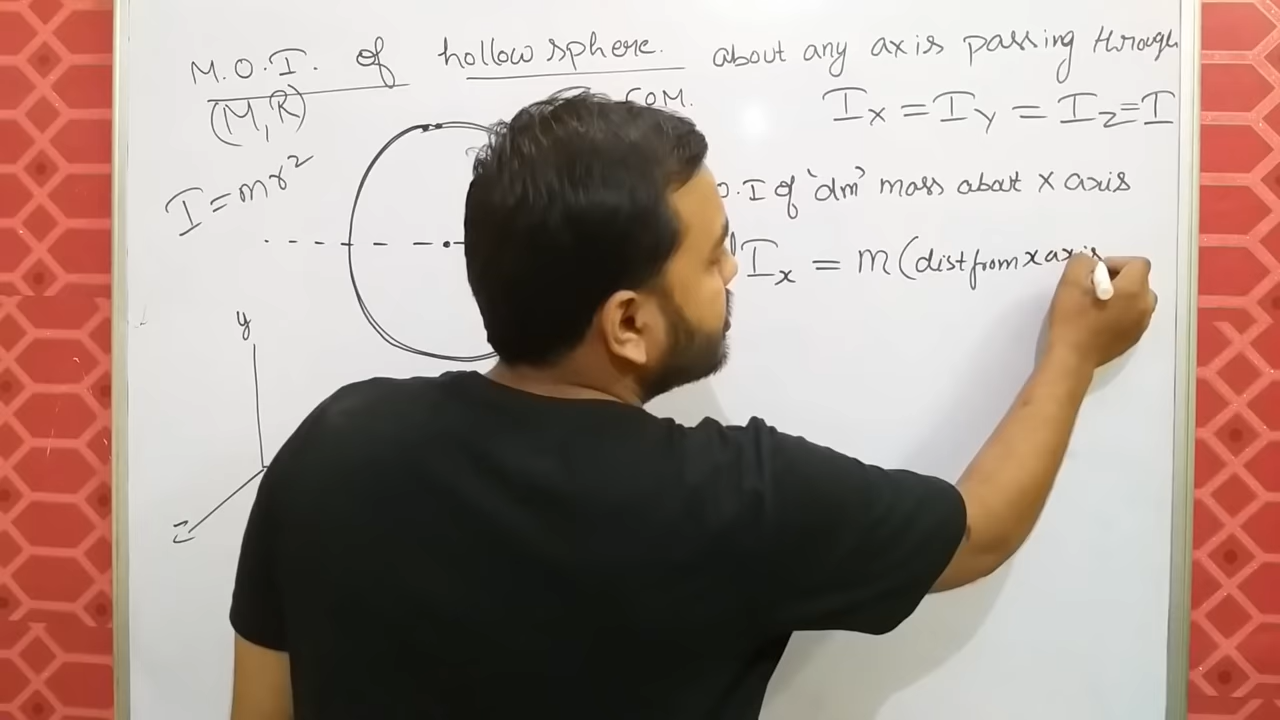 M.O.I. of hollow sphere. about any axis passing through
(M, R) COM.
I_x = I_y = I_z = I
I = mr²
.I of 'dm' mass about x axis
I_x = m (dist from x axis
y
z